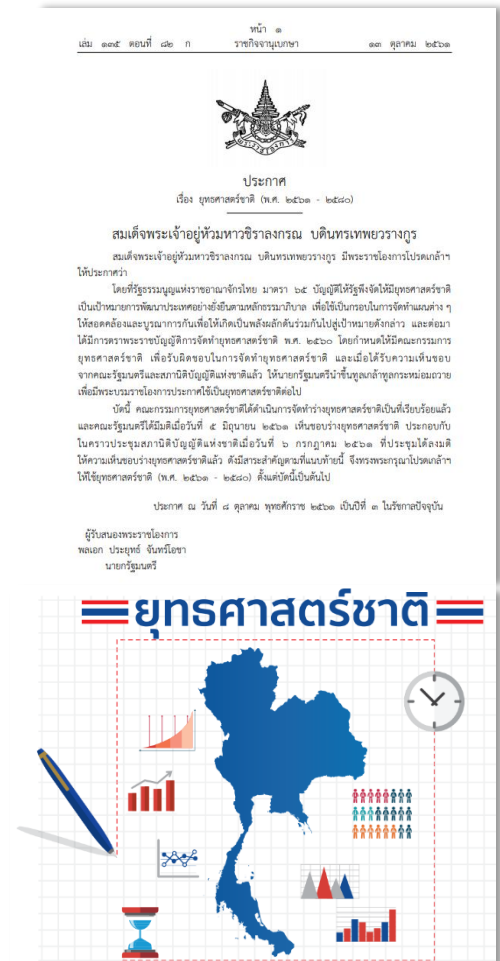 หน้า ๑
เล่ม ๑๓๕ ตอนที่ ๘๒ ก ราชกิจจานุเบกษา ๑๓ ตุลาคม ๒๕๖๑
ประกาศ
เรื่อง ยุทธศาสตร์ชาติ (พ.ศ. ๒๕๖๑ - ๒๕๘๐)
สมเด็จพระเจ้าอยู่หัวมหาวชิราลงกรณ บดินทรเทพยวรางกูร
สมเด็จพระเจ้าอยู่หัวมหาวชิราลงกรณ บดินทรเทพยวรางกูร มีพระราชโองการโปรดเกล้าฯ
ให้ประกาศว่า
โดยที่รัฐธรรมนูญแห่งราชอาณาจักรไทย มาตรา ๖๕ บัญญัติให้รัฐพึงจัดให้มียุทธศาสตร์ชาติ
เป็นเป้าหมายการพัฒนาประเทศอย่างยั่งยืนตามหลักธรรมาภิบาล เพื่อใช้เป็นกรอบในการจัดทำแผนต่าง ๆ
ให้สอดคล้องและบูรณาการกันเพื่อให้เกิดเป็นพลังผลักดันร่วมกันไปสู่เป้าหมายดังกล่าว และต่อมา
ได้มีการตราพระราชบัญญัติการจัดทำยุทธศาสตร์ชาติ พ.ศ. ๒๕๖๐ โดยกำหนดให้มีคณะกรรมการ
ยุทธศาสตร์ชาติ เพื่อรับผิดชอบในการจัดทำยุทธศาสตร์ชาติ และเมื่อได้รับความเห็นชอบ
จากคณะรัฐมนตรีและสภานิติบัญญัติแห่งชาติแล้ว ให้นายกรัฐมนตรีนำขึ้นทูลเกล้าทูลกระหม่อมถวาย
เพื่อมีพระบรมราชโองการประกาศใช้เป็นยุทธศาสตร์ชาติต่อไป
บัดนี้ คณะกรรมการยุทธศาสตร์ชาติได้ดำเนินการจัดทำร่างยุทธศาสตร์ชาติเป็นที่เรียบร้อยแล้ว
และคณะรัฐมนตรีได้มีมติเมื่อวันที่ ๕ มิถุนายน ๒๕๖๑ เห็นชอบร่างยุทธศาสตร์ชาติ ประกอบกับ
ในคราวประชุมสภานิติบัญญัติแห่งชาติเมื่อวันที่ ๖ กรกฎาคม ๒๕๖๑ ที่ประชุมได้ลงมติ
ให้ความเห็นชอบร่างยุทธศาสตร์ชาติแล้ว ดังมีสาระสำคัญตามที่แนบท้ายนี้ จึงทรงพระกรุณาโปรดเกล้าฯ
ให้ใช้ยุทธศาสตร์ชาติ (พ.ศ. ๒๕๖๑ - ๒๕๘๐) ตั้งแต่บัดนี้เป็นต้นไป
ประกาศ ณ วันที่ ๘ ตุลาคม พุทธศักราช ๒๕๖๑ เป็นปีที่ ๓ ในรัชกาลปัจจุบัน
ผู้รับสนองพระราชโองการ
พลเอก ประยุทธ์ จันทร์โอชา
นายกรัฐมนตรี
ยุทธศาสตร์ชาติ